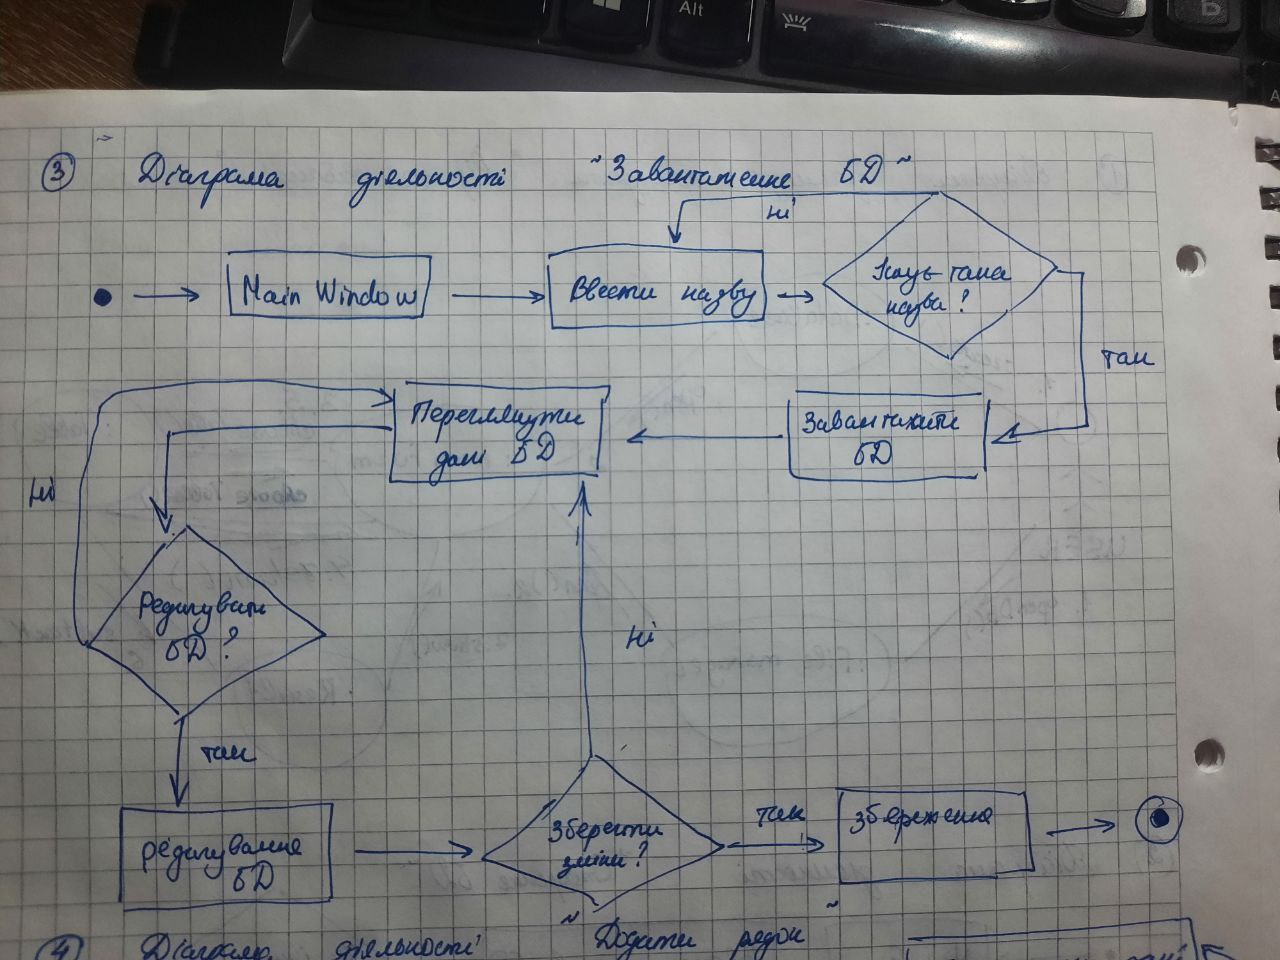 3 Діаграма діяльності "Завантаження БД"
ні
Main Window
Ввести назву
Існує така
назва?
так
Завантажити
БД
Переглянути
дані БД
ні
Редагувати
БД?
так
ні
редагування
БД
Зберегти
зміни?
так
збереження
4 Діаграма діяльності "Додати рядок"
Alt